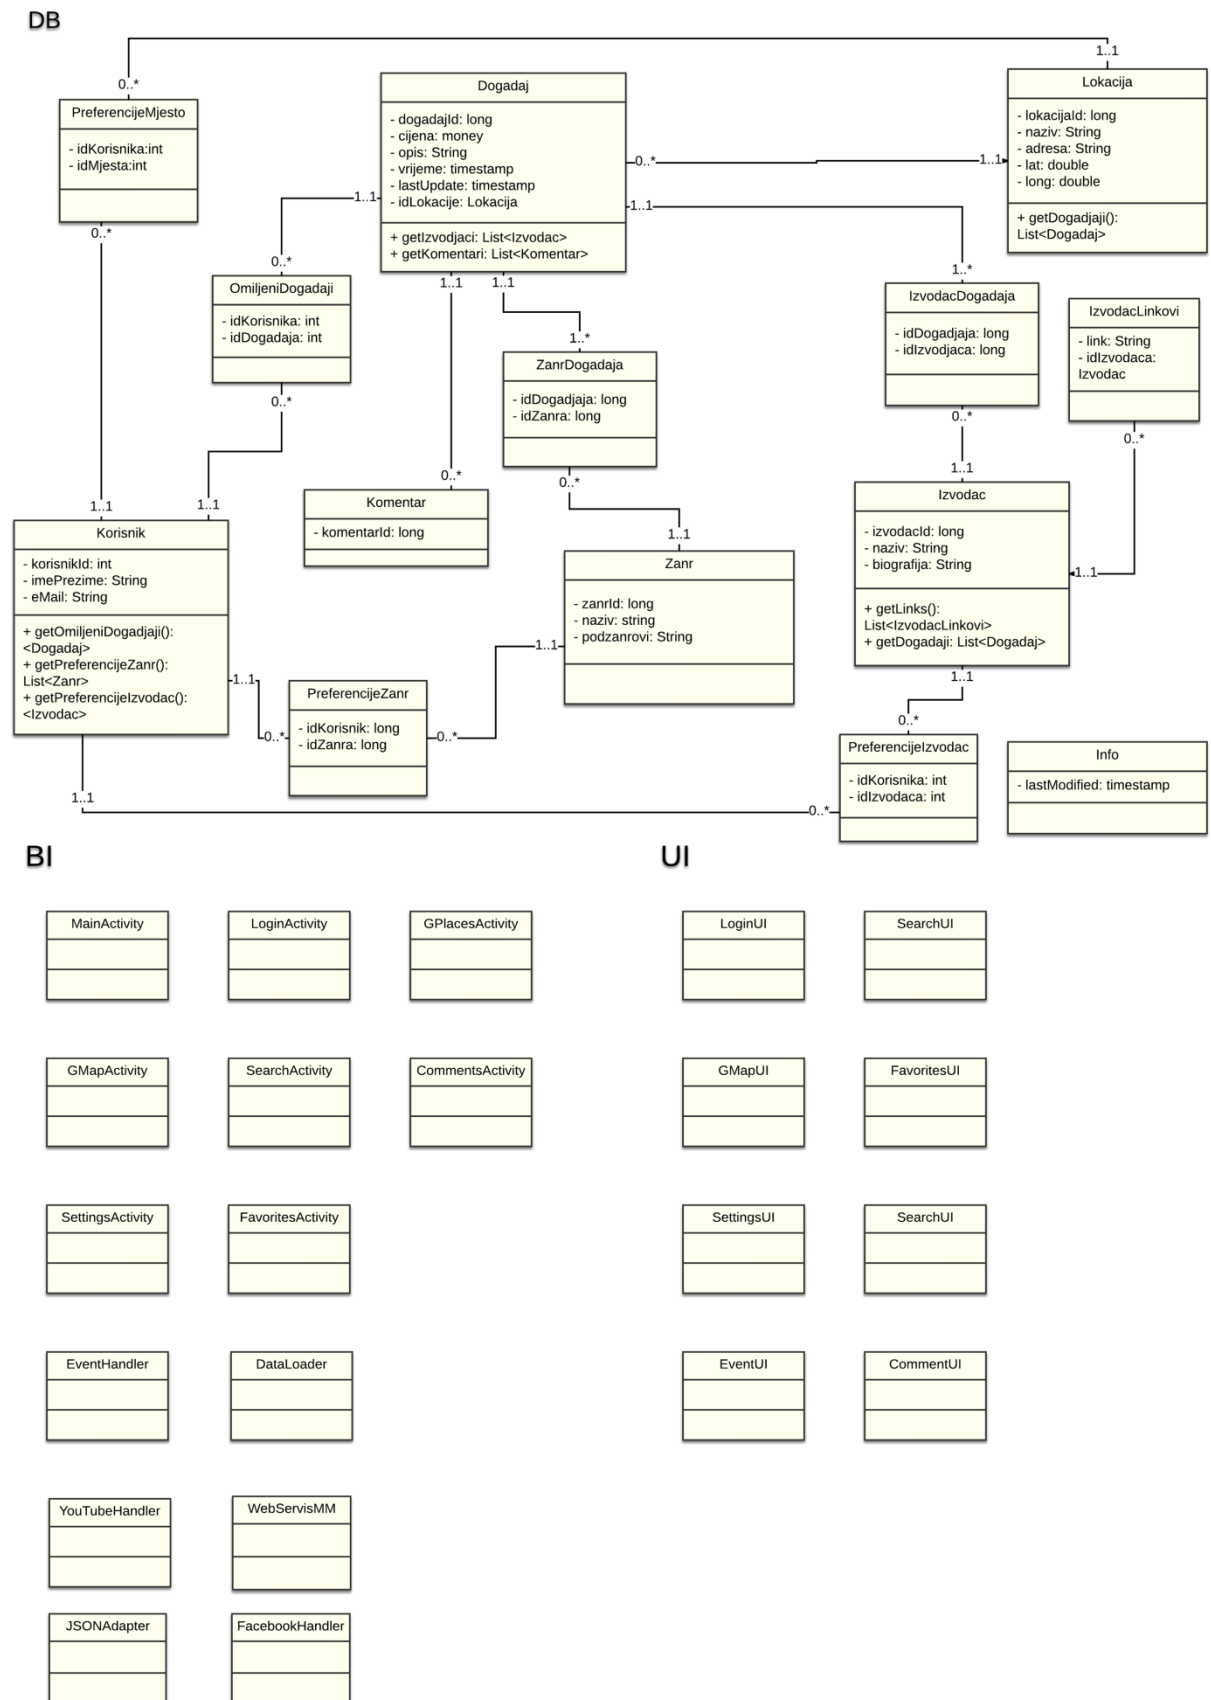 DB
PreferencijeMjesto
- idKorisnika:int
- idMjesta:int
Dogadaj
- dogadajId: long
- cijena: money
- opis: String
- vrijeme: timestamp
- lastUpdate: timestamp
- idLokacije: Lokacija
+ getIzvodjaci: List<Izvodac>
+ getKomentari: List<Komentar>
Lokacija
- lokacijaId: long
- naziv: String
- adresa: String
- lat: double
- long: double
+ getDogadjaji():
List<Dogadaj>
0..*
1..1
0..*
1..1
0..*
1..1
0..*
1..1
1..*
1..1
0..*
1..1
1..1
0..*
1..*
OmiljeniDogadaji
- idKorisnika: int
- idDogadaja: int
0..*
1..1
ZanrDogadaja
- idDogadjaja: long
- idZanra: long
0..*
1..1
IzvodacDogadaja
- idDogadjaja: long
- idIzvodjaca: long
0..*
1..1
IzvodacLinkovi
- link: String
- idIzvodaca:
Izvodac
0..*
1..1
Komentar
- komentarId: long
Korisnik
- korisnikId: int
- imePrezime: String
- eMail: String
+ getOmiljeniDogadjaji():
<Dogadaj>
+ getPreferencijeZanr():
List<Zanr>
+ getPreferencijeIzvodac():
<Izvodac>
1..1
0..*
Zanr
- zanrId: long
- naziv: string
- podzanrovi: String
1..1
0..*
Izvodac
- izvodacId: long
- naziv: String
- biografija: String
+ getLinks():
List<IzvodacLinkovi>
+ getDogadaji: List<Dogadaj>
1..1
0..*
PreferencijeZanr
- idKorisnik: long
- idZanra: long
PreferencijeIzvodac
- idKorisnika: int
- idIzvodaca: int
1..1
0..*
Info
- lastModified: timestamp
BI
MainActivity
LoginActivity
GPlacesActivity
GMapActivity
SearchActivity
CommentsActivity
SettingsActivity
FavoritesActivity
EventHandler
DataLoader
YouTubeHandler
WebServisMM
JSONAdapter
FacebookHandler
UI
LoginUI
SearchUI
GMapUI
FavoritesUI
SettingsUI
SearchUI
EventUI
CommentUI